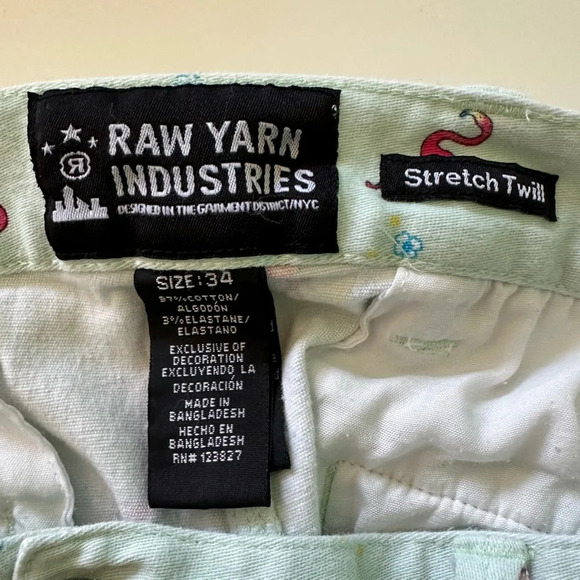 RAW YARN
INDUSTRIES
DESIGNED IN THE GARMENT DISTRICT/NYC
®
Stretch Twill
SIZE: 34
97%COTTON/
ALGODÓN
3%ELASTANE/
ELASTANO
EXCLUSIVE OF
DECORATION
EXCLUYENDO LA
DECORACIÓN
MADE IN
BANGLADESH
HECHO EN
BANGLADESH
RN# 123827